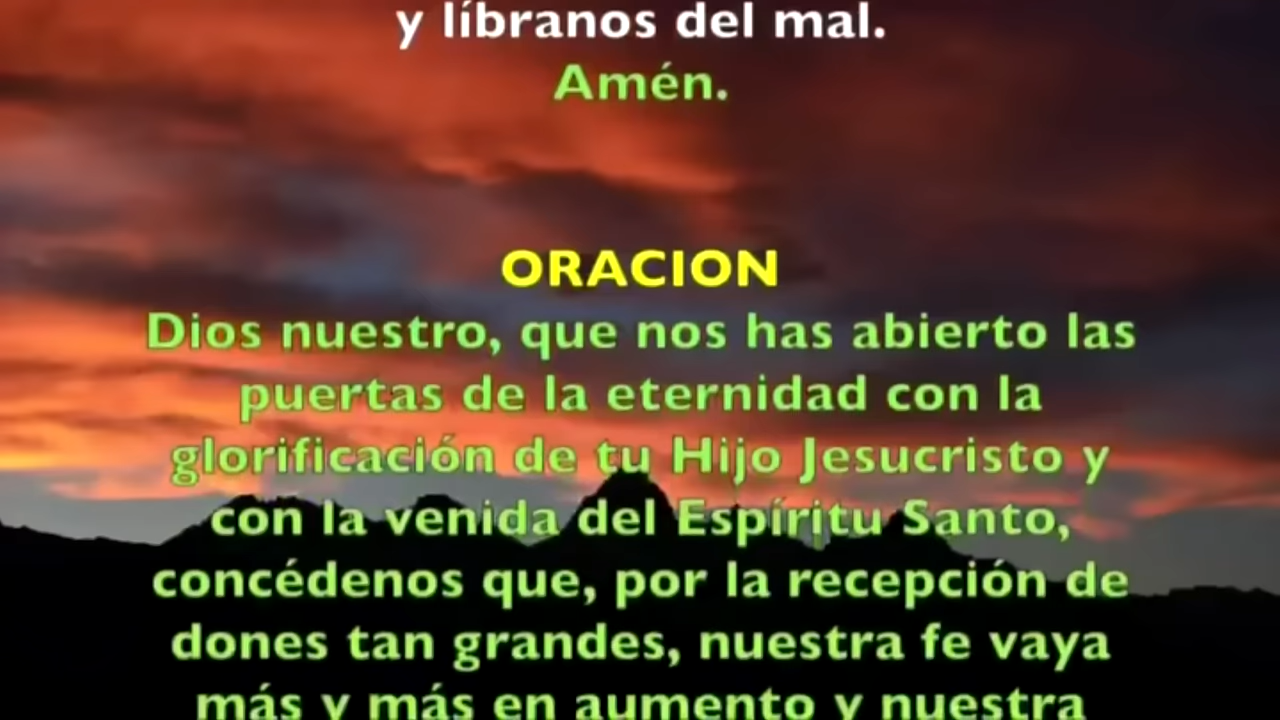 y líbranos del mal.
Amén.
ORACION
Dios nuestro, que nos has abierto las
puertas de la eternidad con la
glorificación de tu Hijo Jesucristo y
con la venida del Espíritu Santo,
concédenos que, por la recepción de
dones tan grandes, nuestra fe vaya
más y más en aumento y nuestra